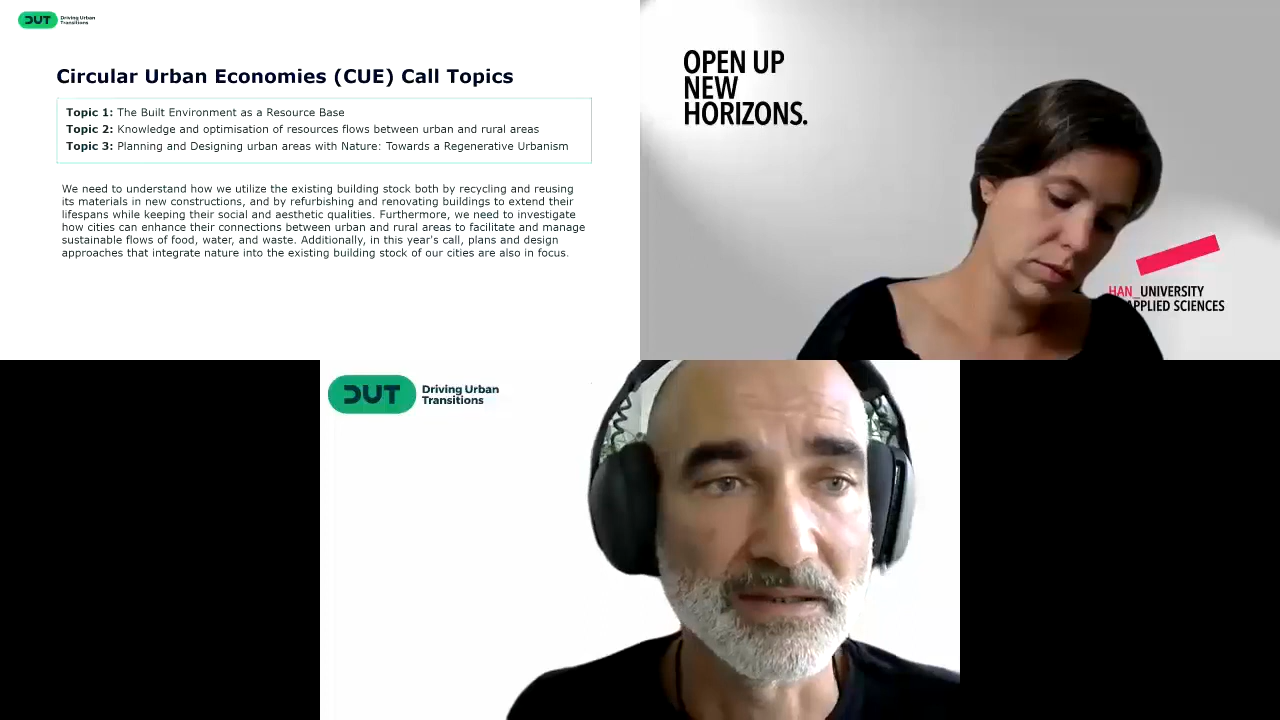 DUT Driving Urban
Transitions
Circular Urban Economies (CUE) Call Topics
Topic 1: The Built Environment as a Resource Base
Topic 2: Knowledge and optimisation of resources flows between urban and rural areas
Topic 3: Planning and Designing urban areas with Nature: Towards a Regenerative Urbanism
We need to understand how we utilize the existing building stock both by recycling and reusing
its materials in new constructions, and by refurbishing and renovating buildings to extend their
lifespans while keeping their social and aesthetic qualities. Furthermore, we need to investigate
how cities can enhance their connections between urban and rural areas to facilitate and manage
sustainable flows of food, water, and waste. Additionally, in this year's call, plans and design
approaches that integrate nature into the existing building stock of our cities are also in focus.
OPEN UP
NEW
HORIZONS.
HAN_UNIVERSITY
APPLIED SCIENCES
DUT Driving Urban
Transitions